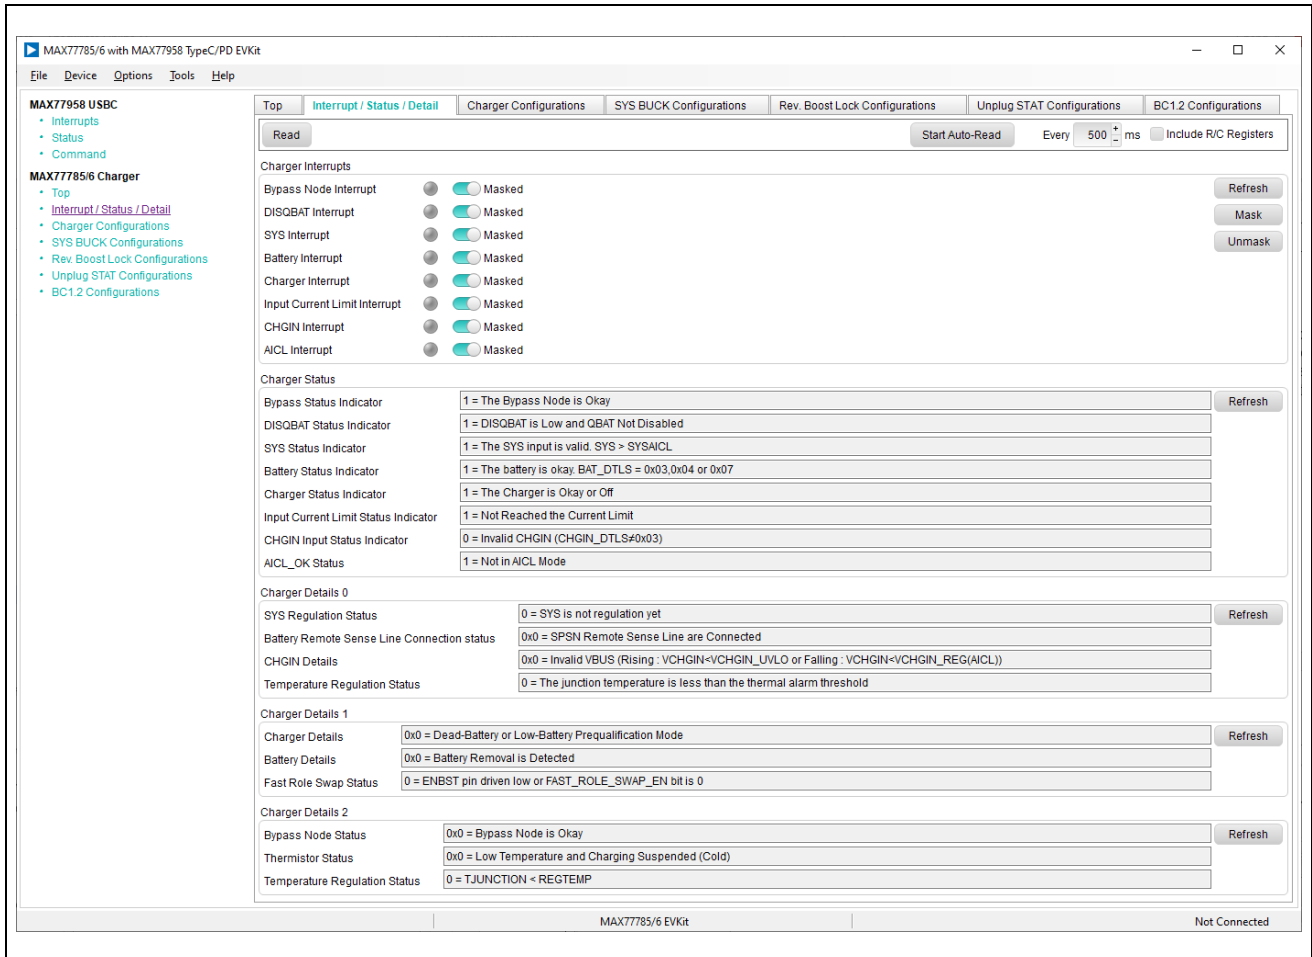 MAX77785/6 with MAX77958 TypeC/PD EVKit
File Device Options Tools Help
MAX77958 USBC
• Interrupts
• Status
• Command
MAX77785/6 Charger
• Top
• Interrupt / Status / Detail
• Charger Configurations
• SYS BUCK Configurations
• Rev. Boost Lock Configurations
• Unplug STAT Configurations
• BC1.2 Configurations
Top Interrupt / Status / Detail Charger Configurations SYS BUCK Configurations Rev. Boost Lock Configurations Unplug STAT Configurations BC1.2 Configurations
Read Start Auto-Read Every 500 ms Include R/C Registers
Charger Interrupts
Bypass Node Interrupt Masked Refresh
DISQBAT Interrupt Masked Mask
SYS Interrupt Masked Unmask
Battery Interrupt Masked
Charger Interrupt Masked
Input Current Limit Interrupt Masked
CHGIN Interrupt Masked
AICL Interrupt Masked
Charger Status
Bypass Status Indicator 1 = The Bypass Node is Okay Refresh
DISQBAT Status Indicator 1 = DISQBAT is Low and QBAT Not Disabled
SYS Status Indicator 1 = The SYS input is valid. SYS > SYSAICL
Battery Status Indicator 1 = The battery is okay. BAT_DTLS = 0x03,0x04 or 0x07
Charger Status Indicator 1 = The Charger is Okay or Off
Input Current Limit Status Indicator 1 = Not Reached the Current Limit
CHGIN Input Status Indicator 0 = Invalid CHGIN (CHGIN_DTLS≠0x03)
AICL_OK Status 1 = Not in AICL Mode
Charger Details 0
SYS Regulation Status 0 = SYS is not regulation yet Refresh
Battery Remote Sense Line Connection status 0x0 = SPSN Remote Sense Line are Connected
CHGIN Details 0x0 = Invalid VBUS (Rising : VCHGIN<VCHGIN_UVLO or Falling : VCHGIN<VCHGIN_REG(AICL))
Temperature Regulation Status 0 = The junction temperature is less than the thermal alarm threshold
Charger Details 1
Charger Details 0x0 = Dead-Battery or Low-Battery Prequalification Mode Refresh
Battery Details 0x0 = Battery Removal is Detected
Fast Role Swap Status 0 = ENBST pin driven low or FAST_ROLE_SWAP_EN bit is 0
Charger Details 2
Bypass Node Status 0x0 = Bypass Node is Okay Refresh
Thermistor Status 0x0 = Low Temperature and Charging Suspended (Cold)
Temperature Regulation Status 0 = TJUNCTION < REGTEMP
MAX77785/6 EVKit Not Connected